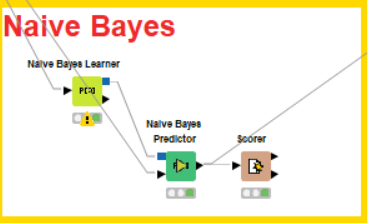 Naive Bayes
Naive Bayes Learner
P(X)
Naive Bayes
Predictor
Scorer